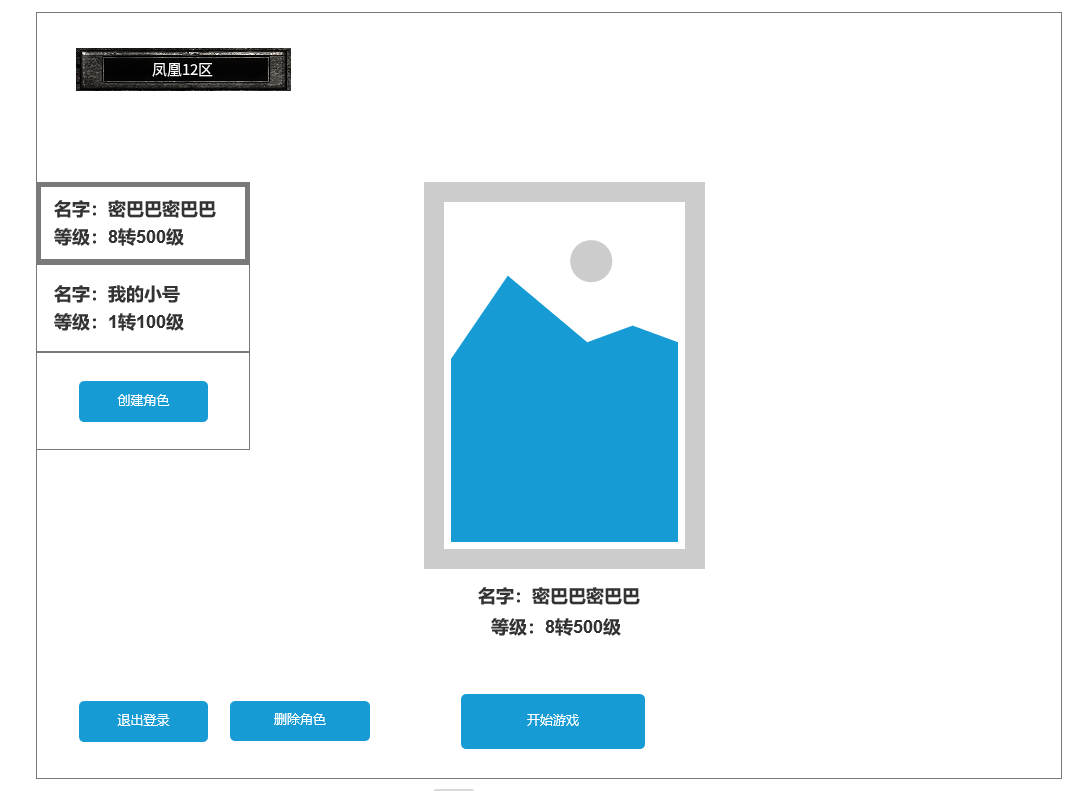 凤凰12区
名字：密巴巴密巴巴
等级：8转500级
名字：我的小号
等级：1转100级
创建角色
名字：密巴巴密巴巴
等级：8转500级
退出登录
删除角色
开始游戏